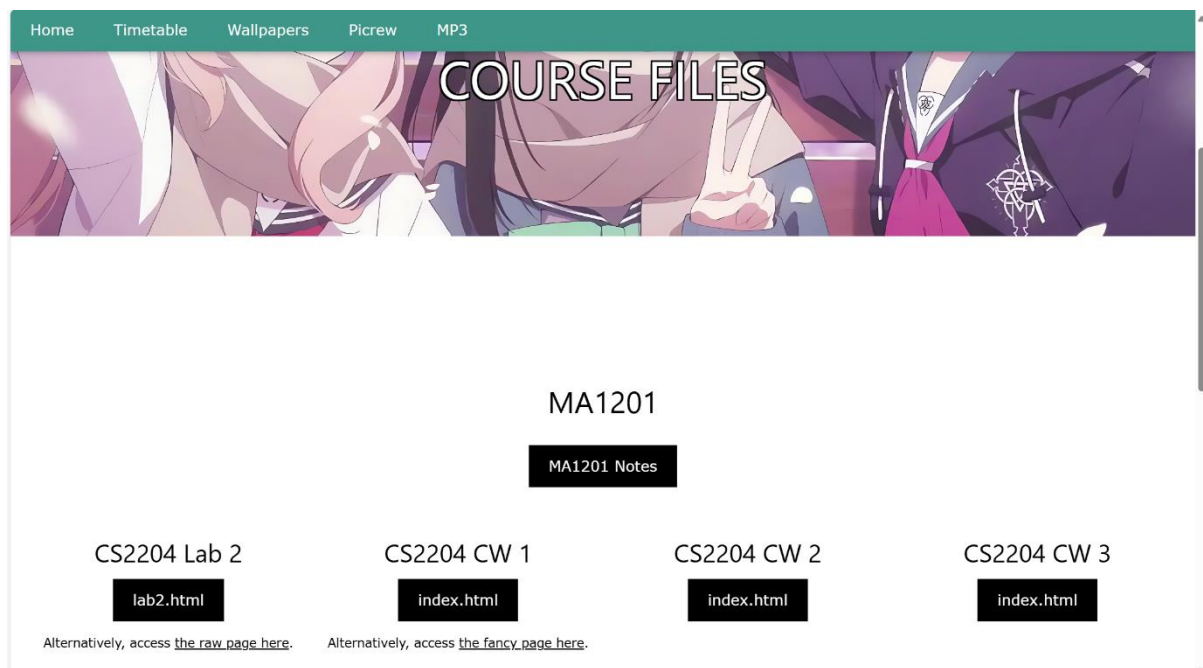 Home Timetable Wallpapers Picrew MP3
COURSE FILES
MA1201
MA1201 Notes
CS2204 Lab 2 CS2204 CW 1 CS2204 CW 2 CS2204 CW 3
lab2.html index.html index.html index.html
Alternatively, access the raw page here. Alternatively, access the fancy page here.